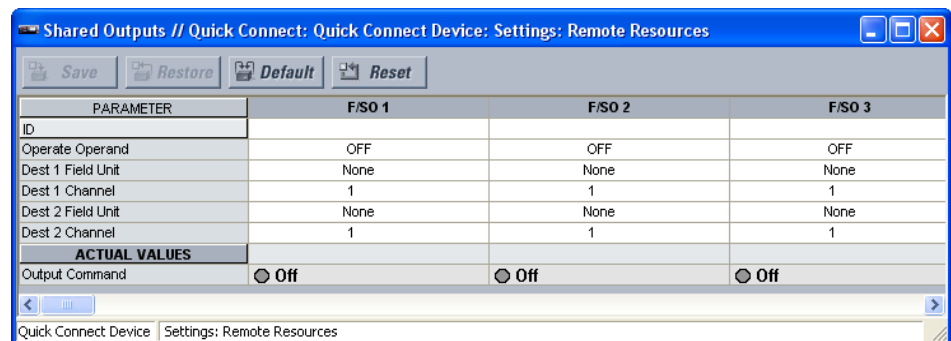 Shared Outputs // Quick Connect: Quick Connect Device: Settings: Remote Resources
Save Restore Default Reset
PARAMETER F/SO 1 F/SO 2 F/SO 3
ID
Operate Operand OFF OFF OFF
Dest 1 Field Unit None None None
Dest 1 Channel 1 1 1
Dest 2 Field Unit None None None
Dest 2 Channel 1 1 1
ACTUAL VALUES
Output Command Off Off Off
Quick Connect Device Settings: Remote Resources